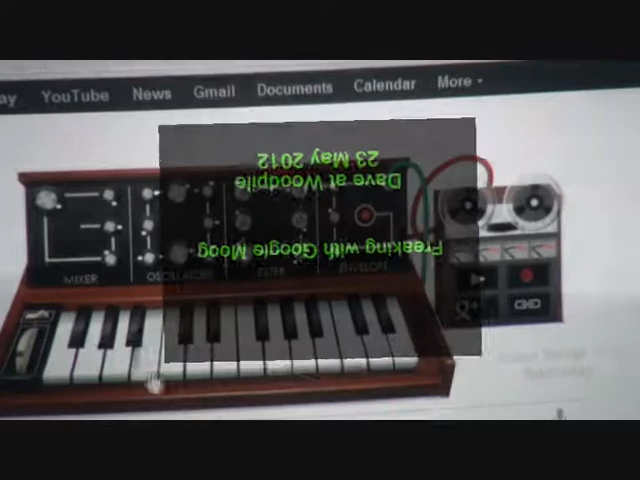 YouTube News Gmail Documents Calendar More
Freaking with Google Moog
Dave at Woodpile
23 May 2012
MIXER OSCILLATORS FILTER ENVELOPE